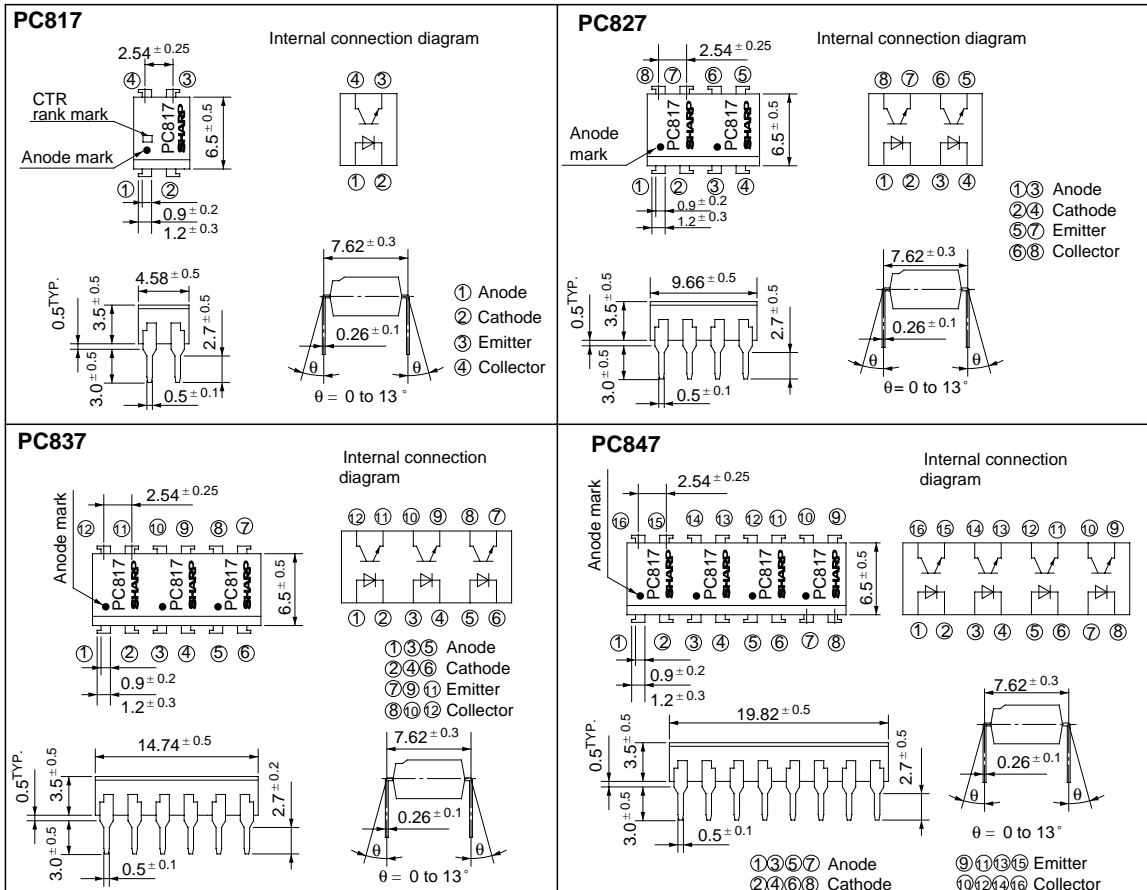 PC817
2.54 ± 0.25
Internal connection diagram
④ ③
④ ③
CTR
rank mark
PC817
SHARP
6.5 ± 0.5
Anode mark
① ②
① ②
0.9 ± 0.2
1.2 ± 0.3
4.58 ± 0.5
7.62 ± 0.3
0.5 TYP.
3.5 ± 0.5
2.7 ± 0.5
0.26 ± 0.1
3.0 ± 0.5
θ θ
0.5 ± 0.1
θ = 0 to 13 °
① Anode
② Cathode
③ Emitter
④ Collector
PC827
2.54 ± 0.25
Internal connection diagram
⑧ ⑦ ⑥ ⑤
⑧ ⑦ ⑥ ⑤
PC817
SHARP
PC817
SHARP
6.5 ± 0.5
Anode
mark
① ② ③ ④
① ② ③ ④
0.9 ± 0.2
1.2 ± 0.3
①③ Anode
②④ Cathode
⑤⑦ Emitter
⑥⑧ Collector
9.66 ± 0.5
7.62 ± 0.3
0.5 TYP.
3.5 ± 0.5
2.7 ± 0.5
0.26 ± 0.1
3.0 ± 0.5
θ θ
0.5 ± 0.1
θ = 0 to 13 °
PC837
Internal connection
diagram
Anode mark
2.54 ± 0.25
⑫ ⑪ ⑩ ⑨ ⑧ ⑦
⑫ ⑪ ⑩ ⑨ ⑧ ⑦
PC817
SHARP
PC817
SHARP
PC817
SHARP
6.5 ± 0.5
① ② ③ ④ ⑤ ⑥
① ② ③ ④ ⑤ ⑥
0.9 ± 0.2
1.2 ± 0.3
①③⑤ Anode
②④⑥ Cathode
⑦⑨⑪ Emitter
⑧⑩⑫ Collector
14.74 ± 0.5
7.62 ± 0.3
0.5 TYP.
3.5 ± 0.5
2.7 ± 0.2
0.26 ± 0.1
3.0 ± 0.5
θ θ
0.5 ± 0.1
θ = 0 to 13 °
PC847
Internal connection
diagram
Anode mark
2.54 ± 0.25
⑯ ⑮ ⑭ ⑬ ⑫ ⑪ ⑩ ⑨
⑯ ⑮ ⑭ ⑬ ⑫ ⑪ ⑩ ⑨
PC817
SHARP
PC817
SHARP
PC817
SHARP
PC817
SHARP
6.5 ± 0.5
① ② ③ ④ ⑤ ⑥ ⑦ ⑧
① ② ③ ④ ⑤ ⑥ ⑦ ⑧
0.9 ± 0.2
1.2 ± 0.3
19.82 ± 0.5
7.62 ± 0.3
0.5 TYP.
3.5 ± 0.5
2.7 ± 0.5
0.26 ± 0.1
3.0 ± 0.5
θ θ
0.5 ± 0.1
θ = 0 to 13 °
①③⑤⑦ Anode
②④⑥⑧ Cathode
⑨⑪⑬⑮ Emitter
⑩⑫⑭⑯ Collector